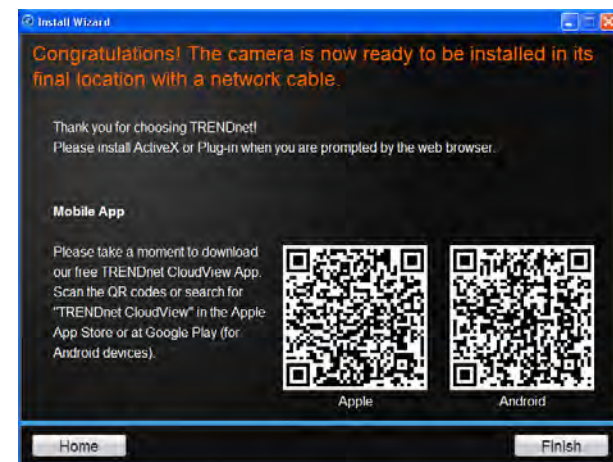 Install Wizard
Congratulations! The camera is now ready to be installed in its
final location with a network cable.
Thank you for choosing TRENDnet!
Please install ActiveX or Plug-in when you are prompted by the web browser.
Mobile App
Please take a moment to download
our free TRENDnet CloudView App.
Scan the QR codes or search for
"TRENDnet CloudView" in the Apple
App Store or at Google Play (for
Android devices).
Apple
Android
Home
Finish